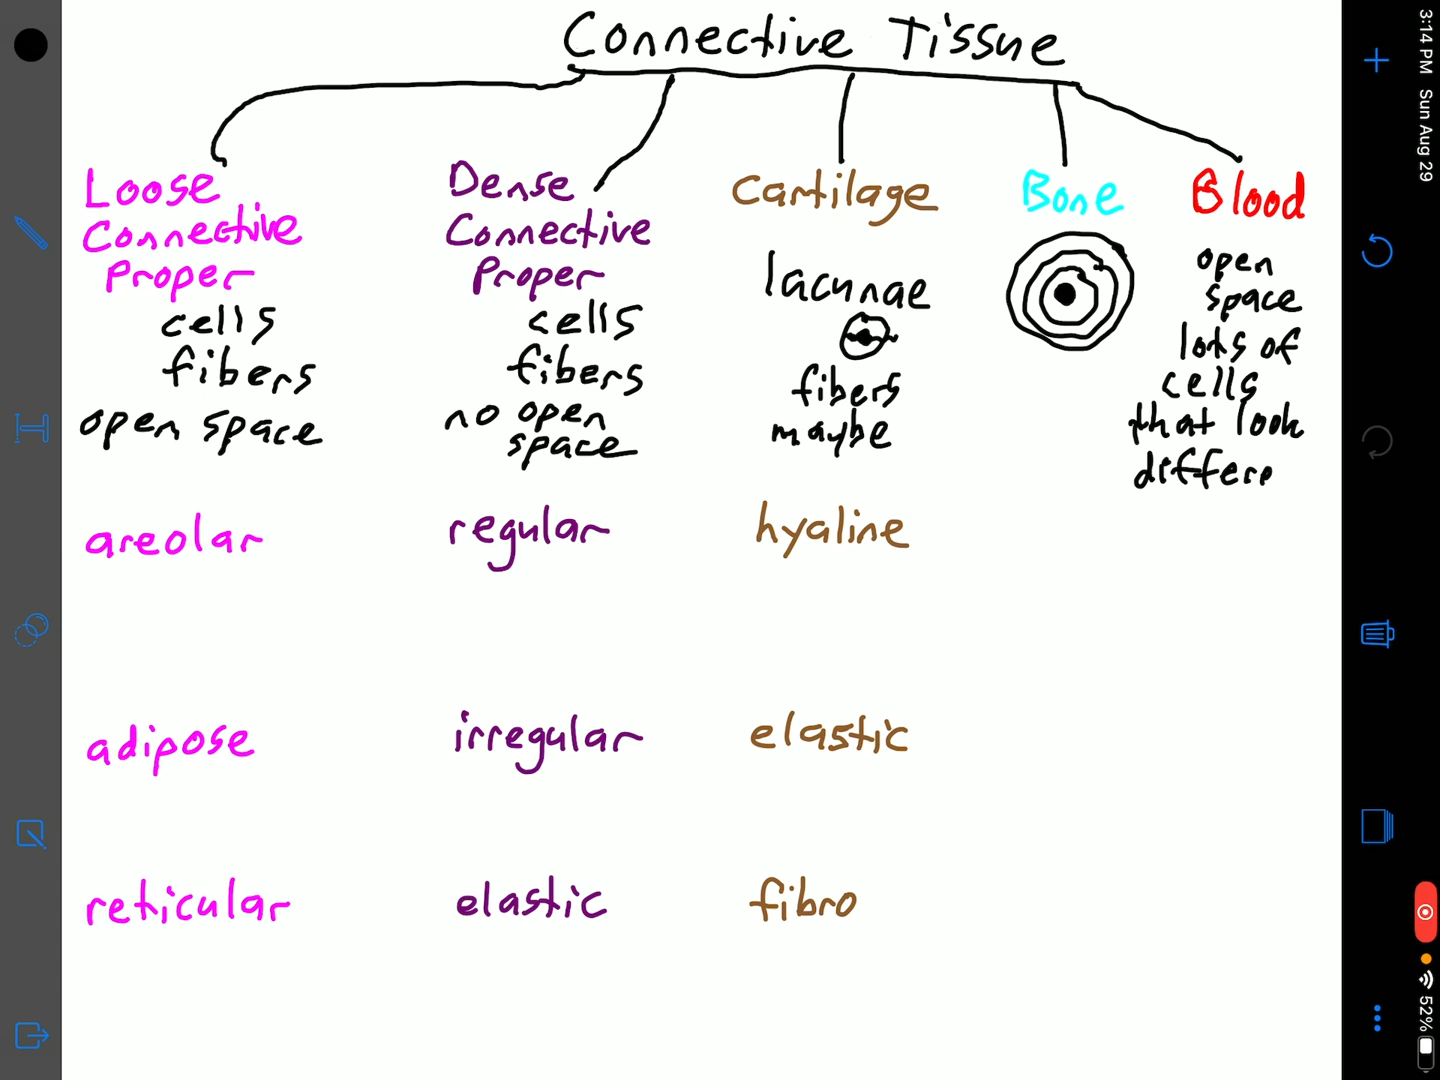 Connective Tissue
Loose
Connective
Proper
cells
fibers
open space
areolar
adipose
reticular
Dense
Connective
Proper
cells
fibers
no open
space
regular
irregular
elastic
Cartilage
lacunae
fibers
maybe
hyaline
elastic
fibro
Bone
Blood
open
space
lots of
cells
that look
differe
3:14 PM Sun Aug 29
52%